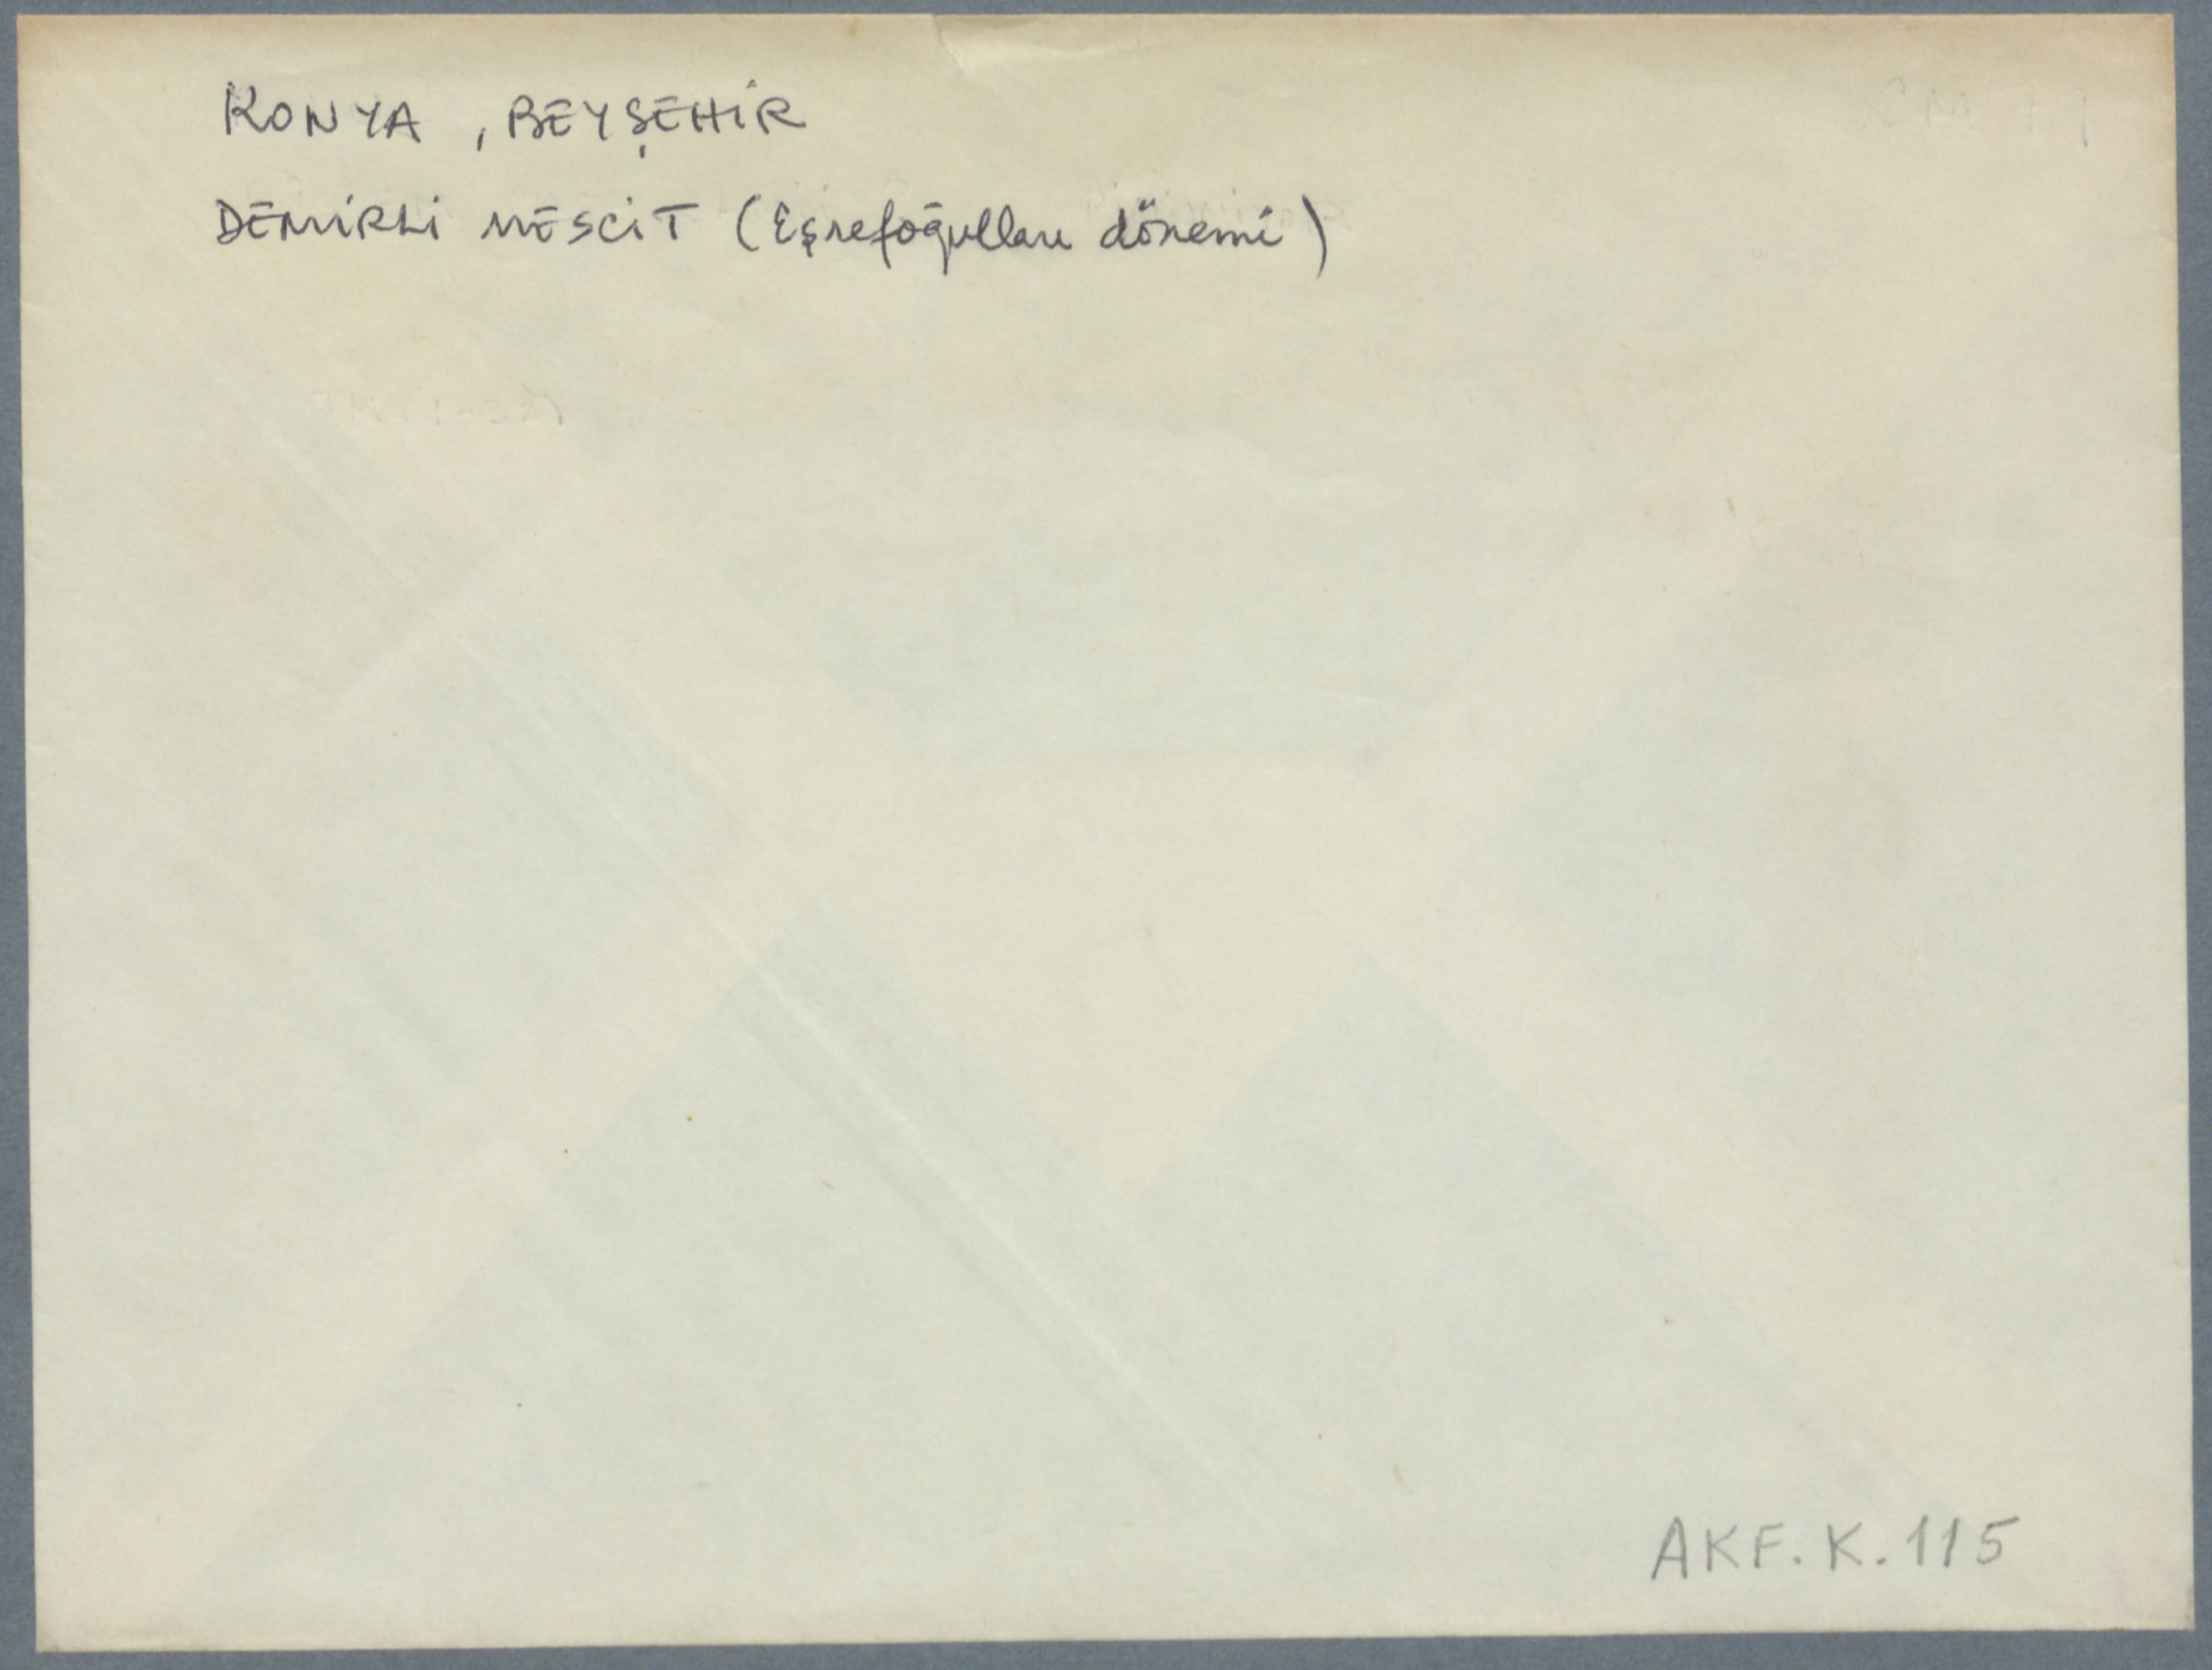 KONYA, BEYŞEHİR
DEMİRLİ MESCİT (Eşrefoğulları dönemi)
AKF.K.115